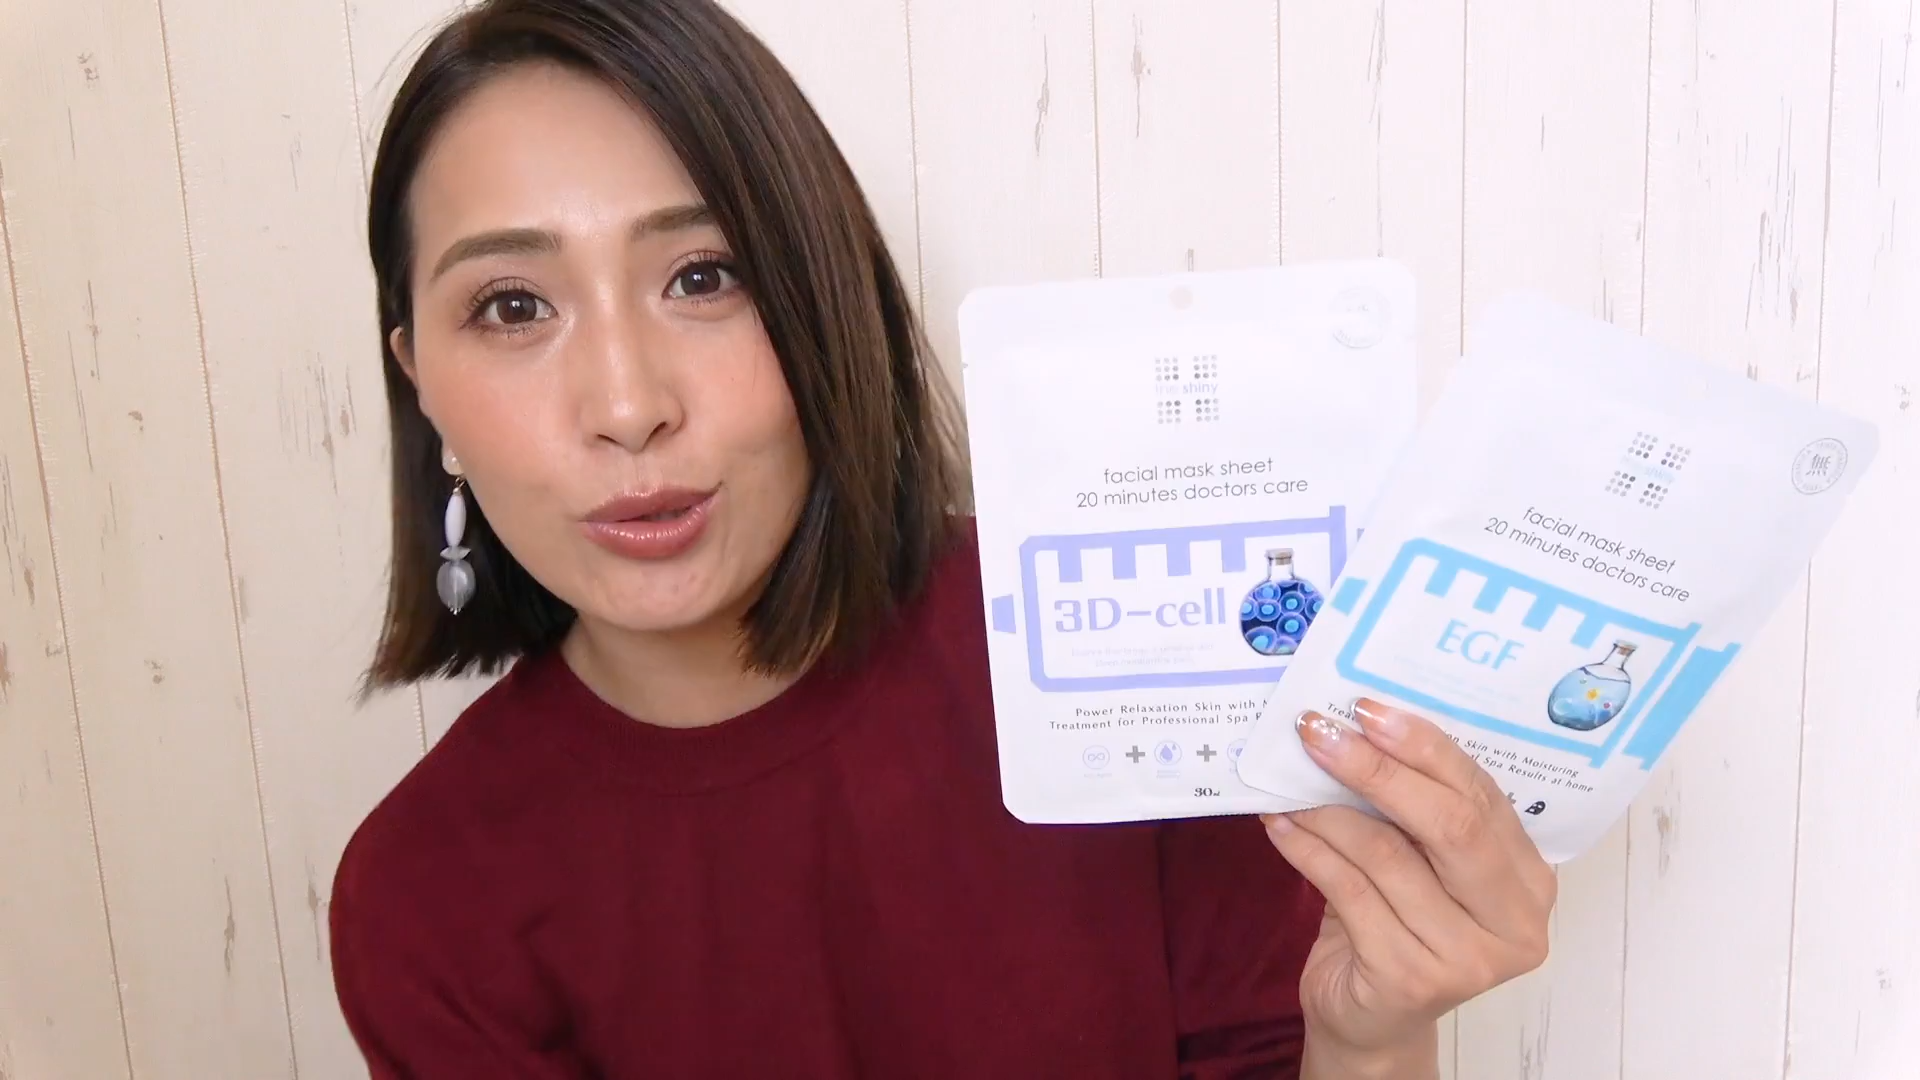 the shiny
facial mask sheet
20 minutes doctors care
3D-cell
Power Relaxation Skin with
Treatment for Professional Spa
30ml
facial mask sheet
20 minutes doctors care
EGF
Skin with Moisturing
Spa Results at home